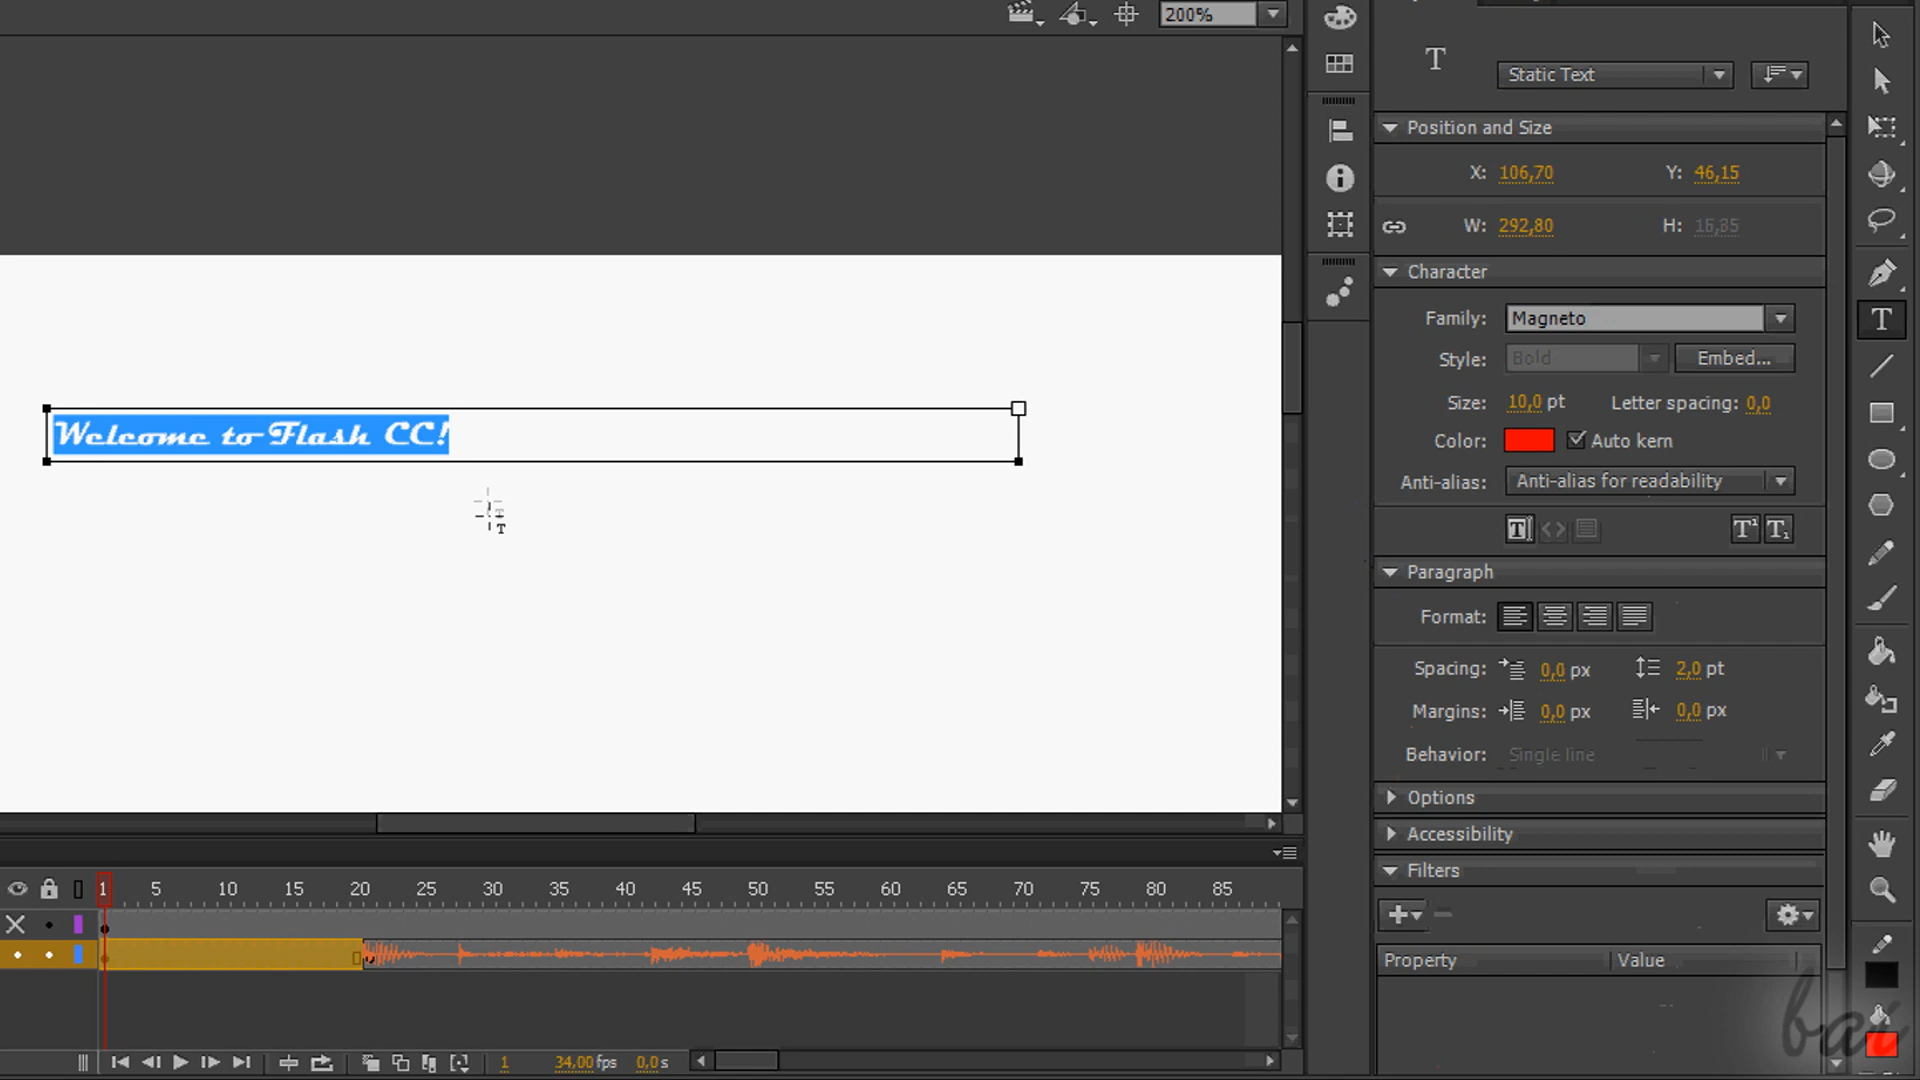 200%
T
Static Text
Position and Size
X: 106,70 Y: 46,15
W: 292,80 H: 16,85
Character
Family: Magneto
Style: Bold Embed...
Size: 10,0 pt Letter spacing: 0,0
Color: Auto kern
Anti-alias: Anti-alias for readability
Welcome to Flash CC!
Paragraph
Format:
Spacing: 0,0 px 2,0 pt
Margins: 0,0 px 0,0 px
Behavior: Single line
Options
Accessibility
Filters
Property Value
1 5 10 15 20 25 30 35 40 45 50 55 60 65 70 75 80 85
1 34,00 fps 0,0 s
bai